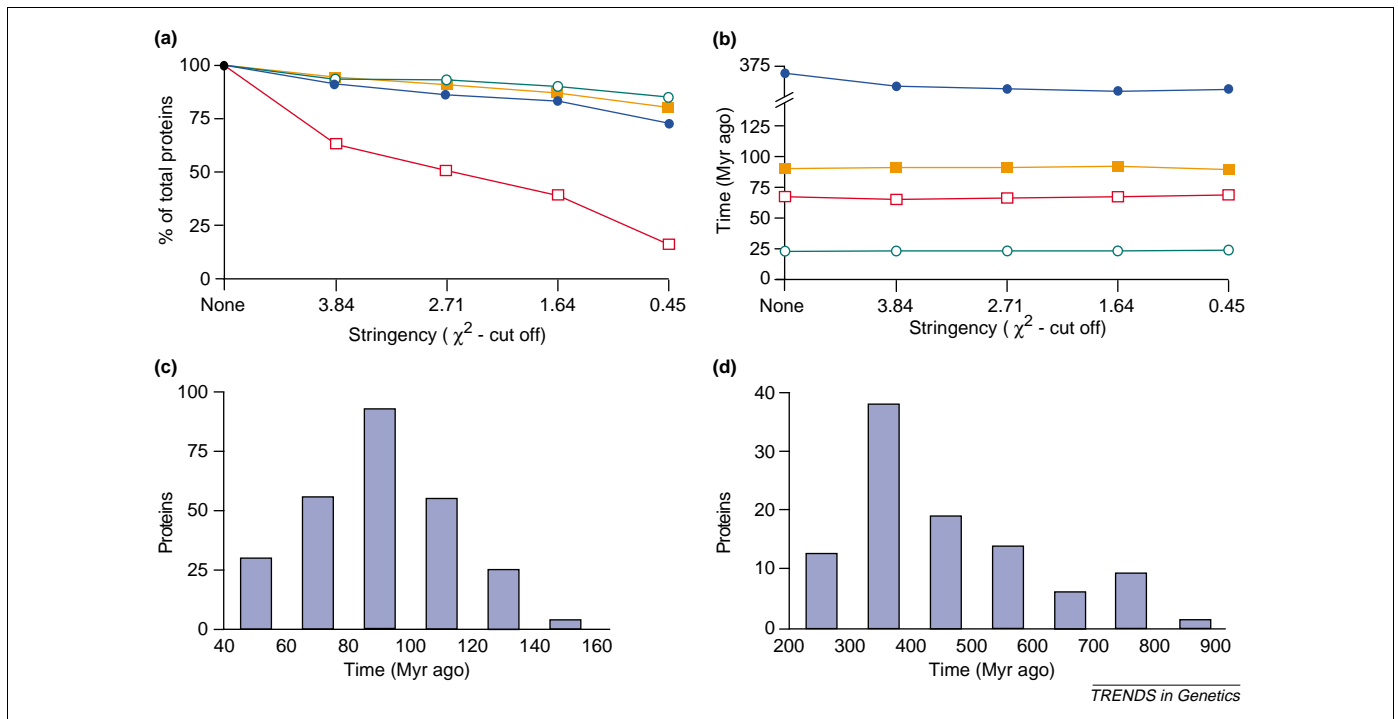 (a)
100
75
50
25
0
% of total proteins
None 3.84 2.71 1.64 0.45
Stringency ( χ² - cut off)
(b)
375
125
100
75
50
25
0
Time (Myr ago)
None 3.84 2.71 1.64 0.45
Stringency ( χ² - cut off)
(c)
100
75
50
25
0
Proteins
40 60 80 100 120 140 160
Time (Myr ago)
(d)
40
30
20
10
0
Proteins
200 300 400 500 600 700 800 900
Time (Myr ago)
TRENDS in Genetics